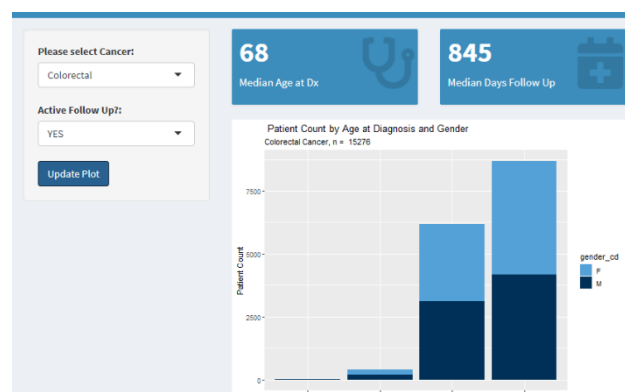 Please select Cancer:
Colorectal
Active Follow Up?:
YES
Update Plot
68
Median Age at Dx
845
Median Days Follow Up
Patient Count by Age at Diagnosis and Gender
Colorectal Cancer, n = 15276
Patient Count
7500
5000
2500
0
gender_cd
F
M